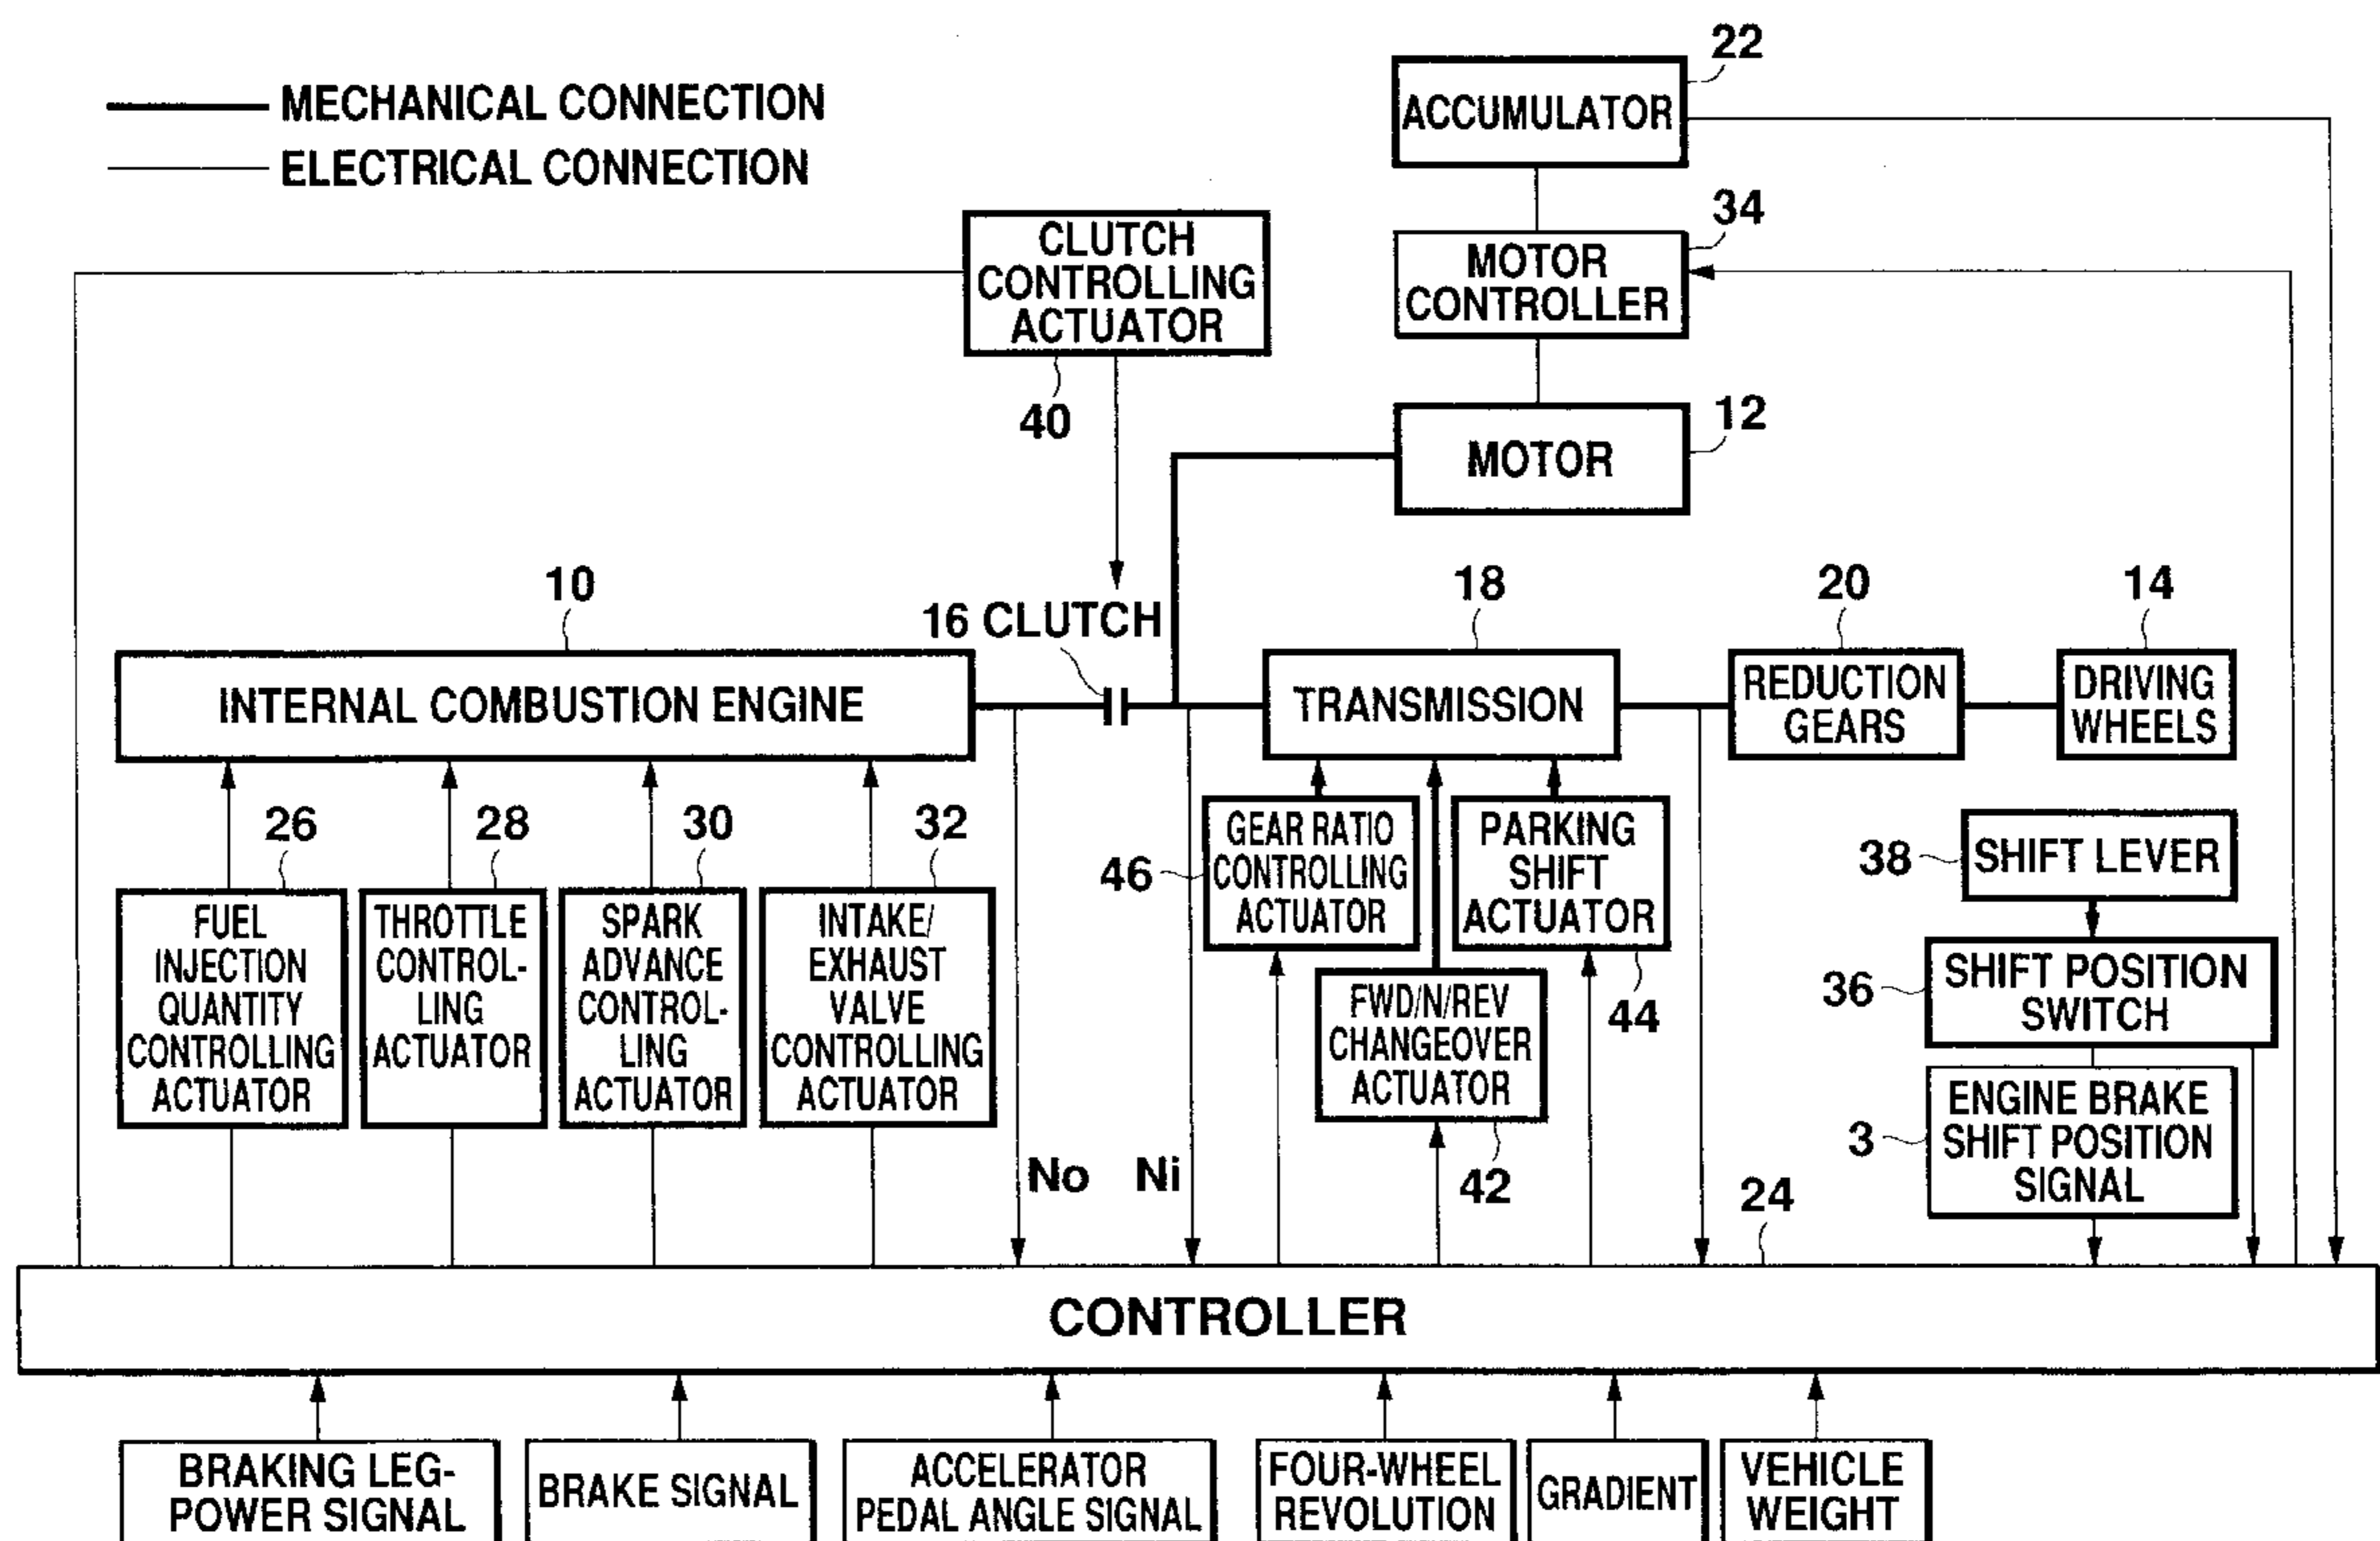 MECHANICAL CONNECTION
ELECTRICAL CONNECTION
22
ACCUMULATOR
34
MOTOR
CONTROLLER
CLUTCH
CONTROLLING
ACTUATOR
40
12
MOTOR
10
16 CLUTCH
18
20
14
INTERNAL COMBUSTION ENGINE
TRANSMISSION
REDUCTION
GEARS
DRIVING
WHEELS
26
28
30
32
46
GEAR RATIO
CONTROLLING
ACTUATOR
PARKING
SHIFT
ACTUATOR
44
38
SHIFT LEVER
FUEL
INJECTION
QUANTITY
CONTROLLING
ACTUATOR
THROTTLE
CONTROL-
LING
ACTUATOR
SPARK
ADVANCE
CONTROL-
LING
ACTUATOR
INTAKE/
EXHAUST
VALVE
CONTROLLING
ACTUATOR
FWD/N/REV
CHANGEOVER
ACTUATOR
42
36
SHIFT POSITION
SWITCH
3
ENGINE BRAKE
SHIFT POSITION
SIGNAL
No
Ni
24
CONTROLLER
BRAKING LEG-
POWER SIGNAL
BRAKE SIGNAL
ACCELERATOR
PEDAL ANGLE SIGNAL
FOUR-WHEEL
REVOLUTION
GRADIENT
VEHICLE
WEIGHT